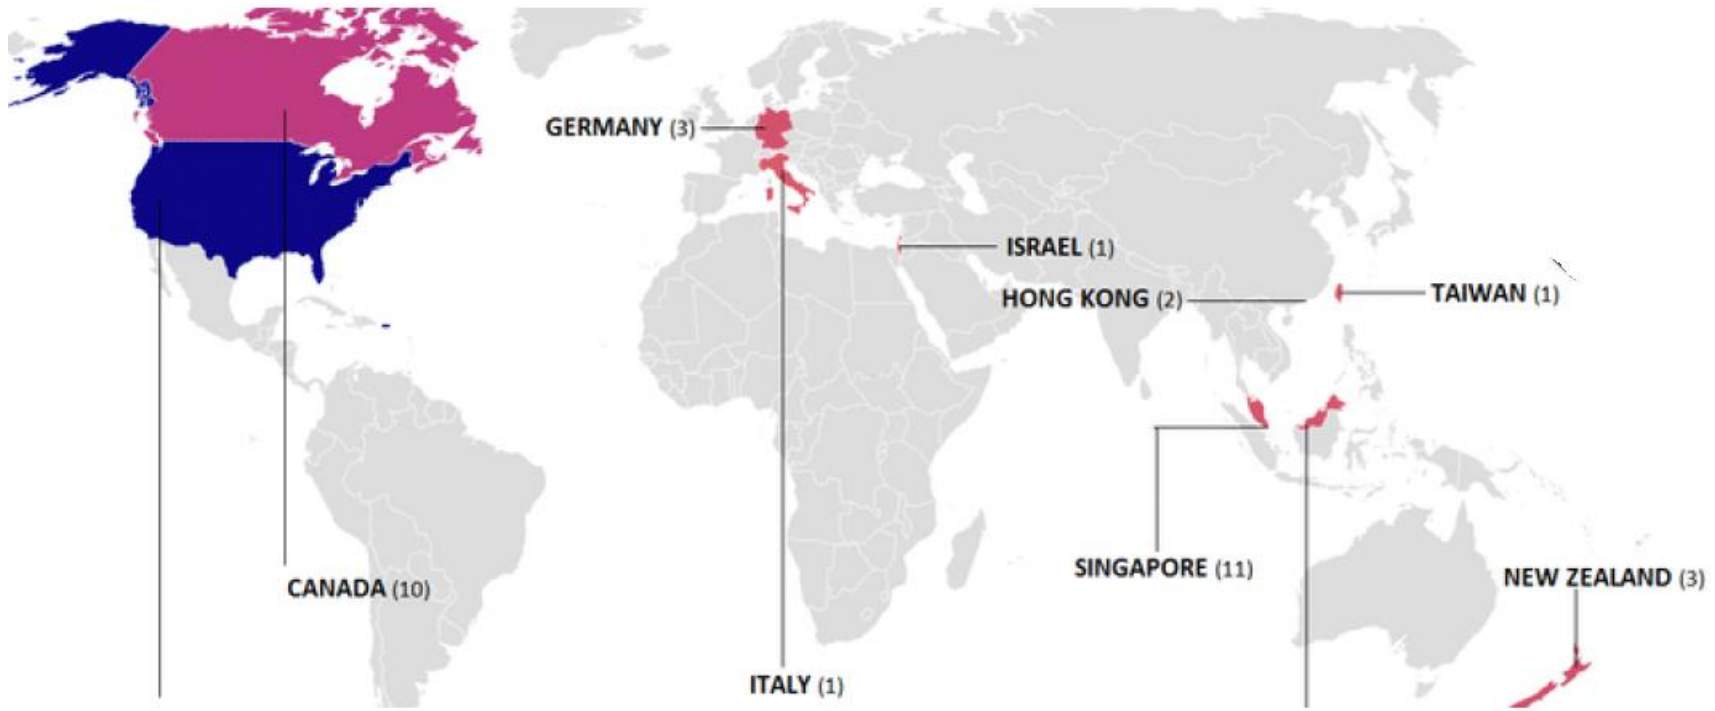 GERMANY (3)
ISRAEL (1)
HONG KONG (2)
TAIWAN (1)
SINGAPORE (11)
NEW ZEALAND (3)
CANADA (10)
ITALY (1)